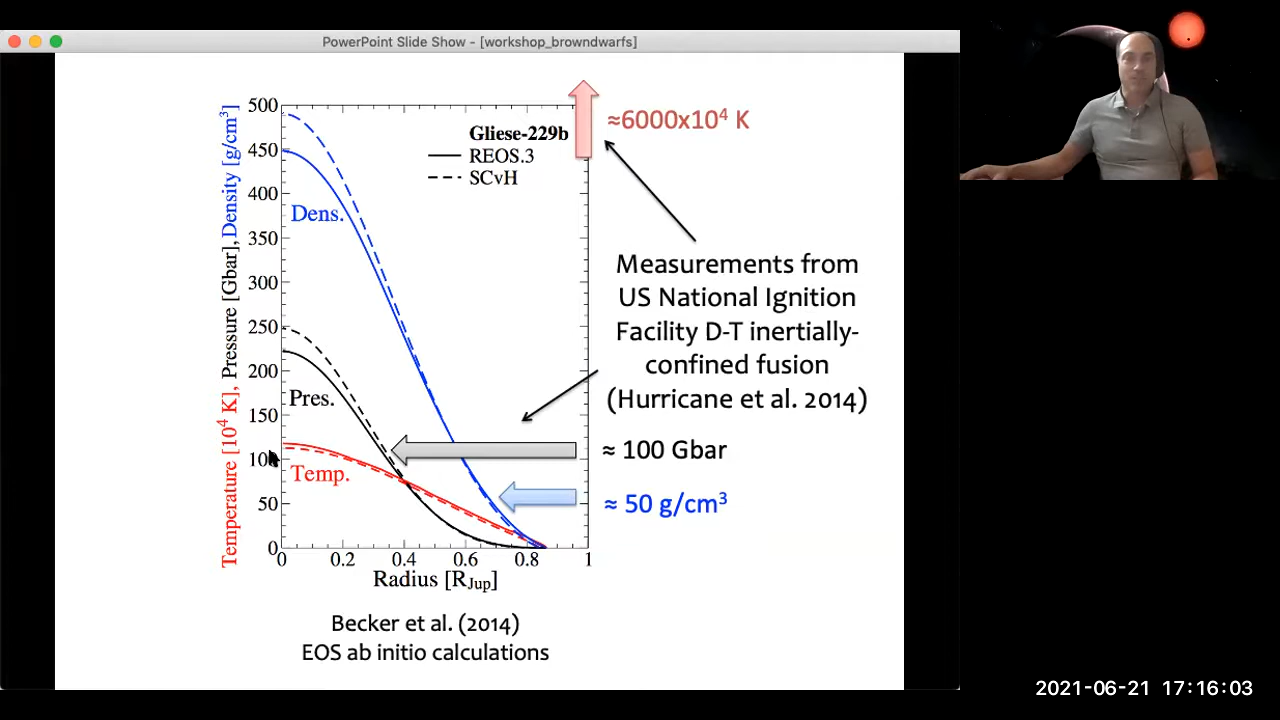 PowerPoint Slide Show - [workshop_browndwarfs]
Temperature [10⁴ K], Pressure [Gbar], Density [g/cm³]
500
450
400
350
300
250
200
150
100
50
0
Gliese-229b
REOS.3
SCvH
Dens.
Pres.
Temp.
0 0.2 0.4 0.6 0.8 1
Radius [R_Jup]
≈6000x10⁴ K
Measurements from
US National Ignition
Facility D-T inertially-
confined fusion
(Hurricane et al. 2014)
≈ 100 Gbar
≈ 50 g/cm³
Becker et al. (2014)
EOS ab initio calculations
2021-06-21 17:16:03